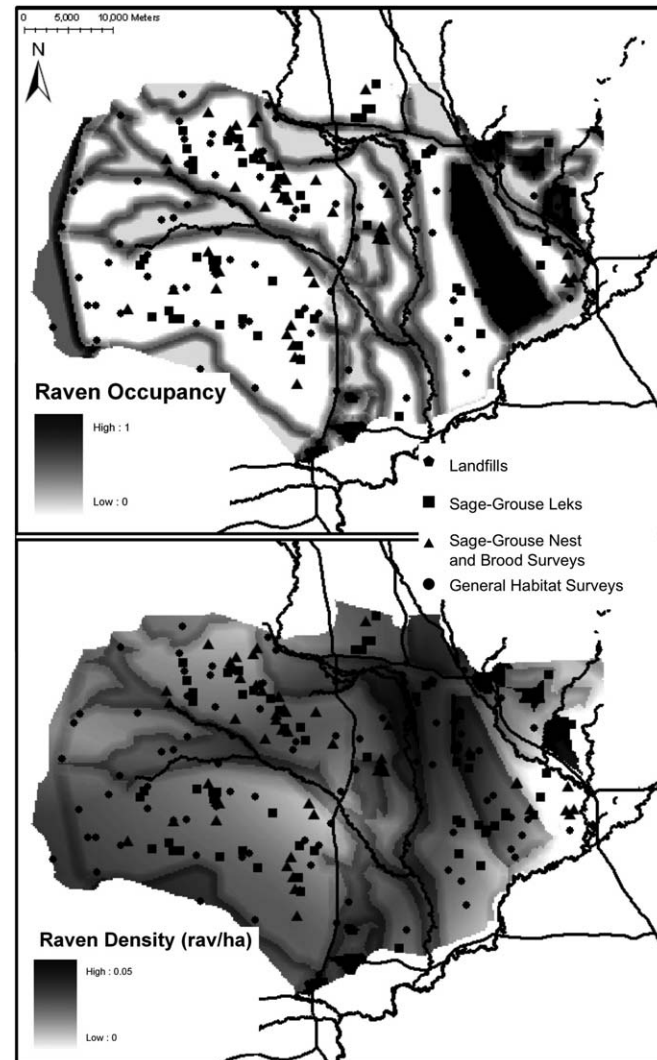 0 5,000 10,000 Meters
N
Raven Occupancy
High : 1
Low : 0
Landfills
Sage-Grouse Leks
Sage-Grouse Nest
and Brood Surveys
General Habitat Surveys
Raven Density (rav/ha)
High : 0.05
Low : 0